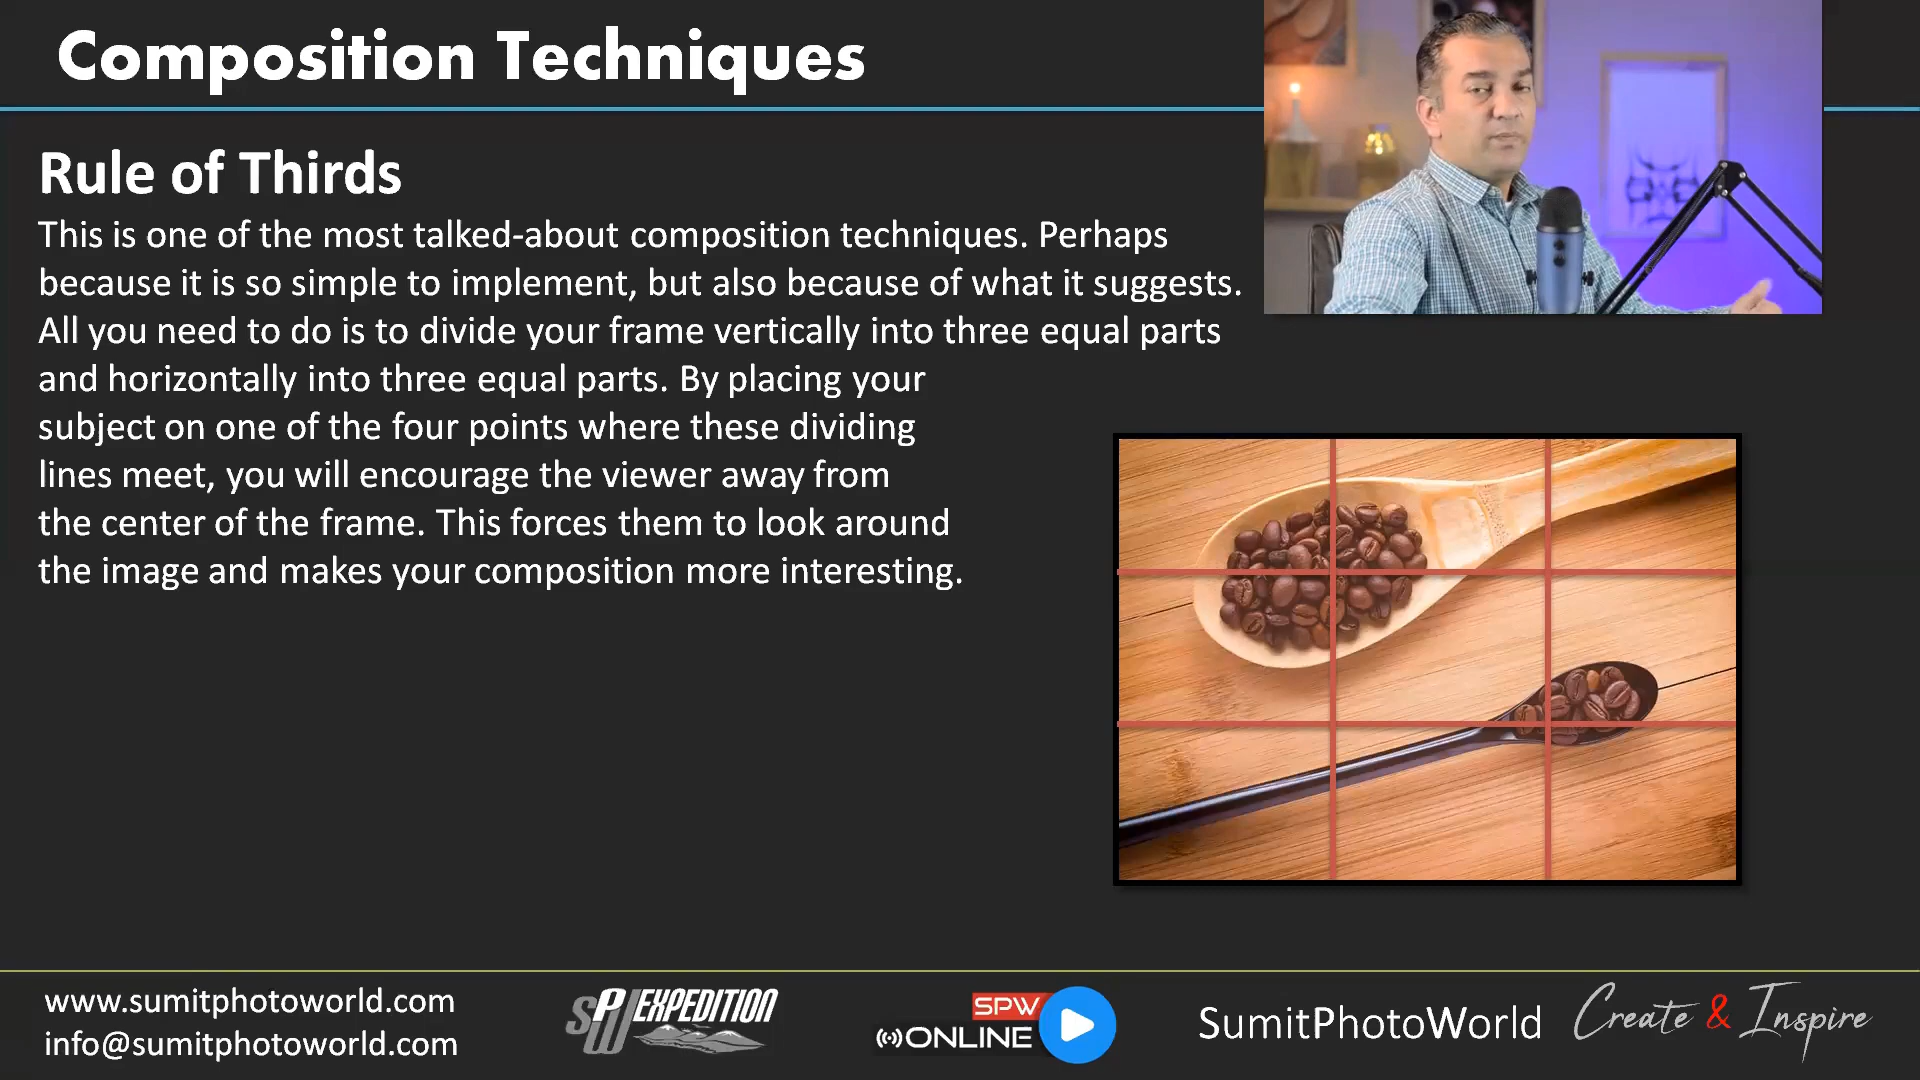 Composition Techniques
Rule of Thirds
This is one of the most talked-about composition techniques. Perhaps
because it is so simple to implement, but also because of what it suggests.
All you need to do is to divide your frame vertically into three equal parts
and horizontally into three equal parts. By placing your
subject on one of the four points where these dividing
lines meet, you will encourage the viewer away from
the center of the frame. This forces them to look around
the image and makes your composition more interesting.
www.sumitphotoworld.com
info@sumitphotoworld.com
SPW EXPEDITION
SPW
ONLINE
SumitPhotoWorld
Create & Inspire